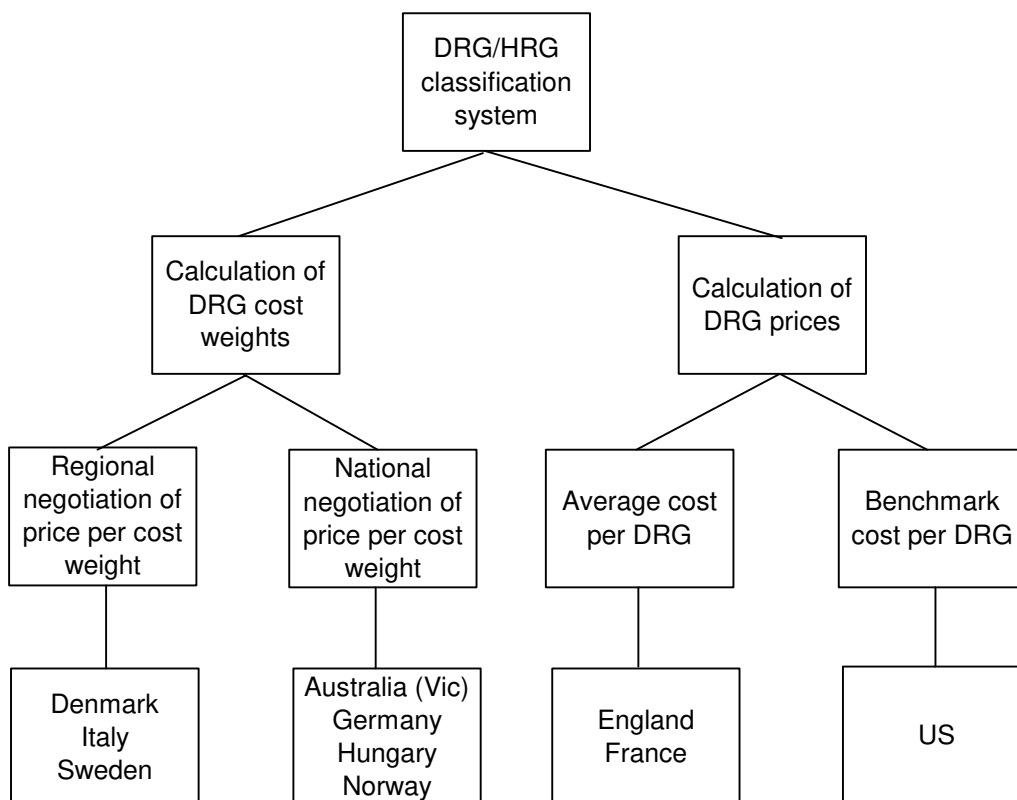 DRG/HRG
classification
system
Calculation of
DRG cost
weights
Calculation of
DRG prices
Regional
negotiation of
price per cost
weight
National
negotiation of
price per cost
weight
Average cost
per DRG
Benchmark
cost per DRG
Denmark
Italy
Sweden
Australia (Vic)
Germany
Hungary
Norway
England
France
US